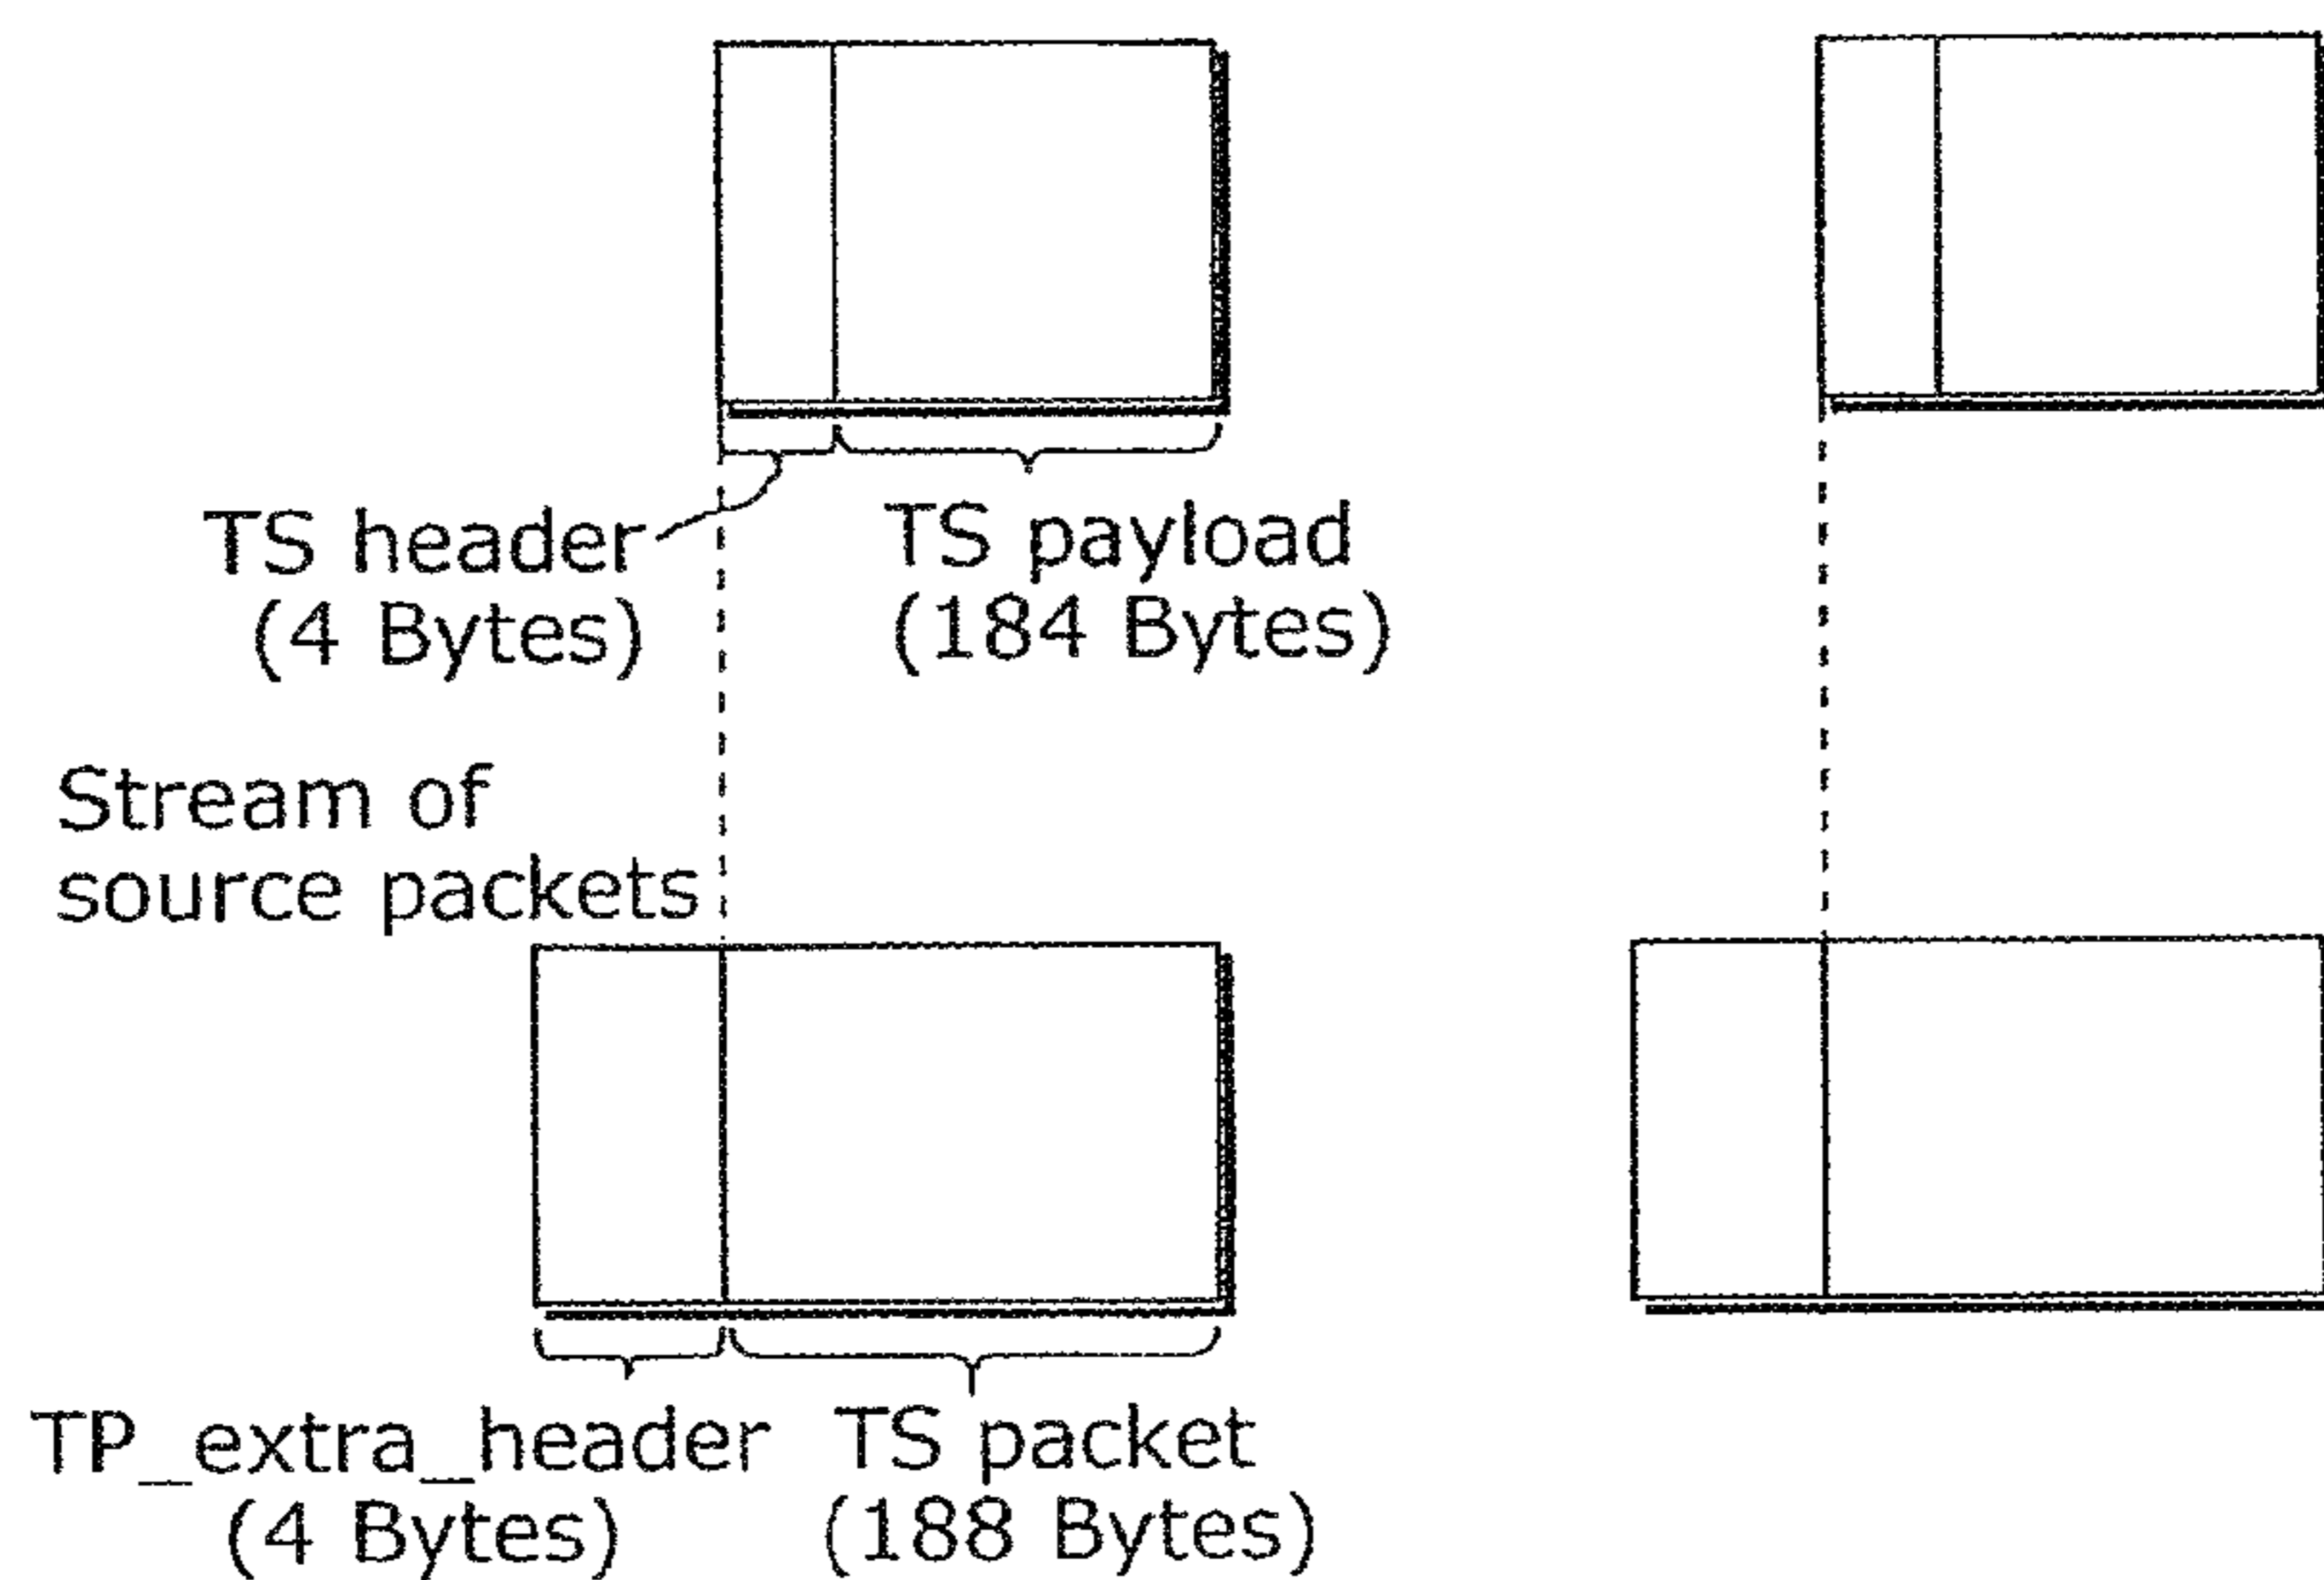 TS header
(4 Bytes)
TS payload
(184 Bytes)
Stream of
source packets
TP_extra_header
(4 Bytes)
TS packet
(188 Bytes)